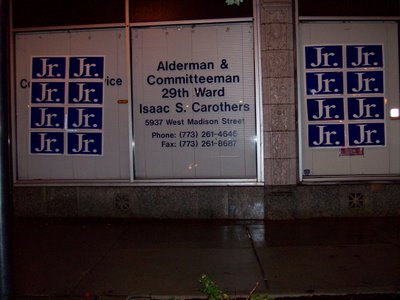 Jr. Jr.
Jr. Jr.
Jr. Jr.
Jr. Jr.
Alderman &
Committeeman
29th Ward
Isaac S. Carothers
5937 West Madison Street
Phone: (773) 261-4646
Fax: (773) 261-8687
Jr. Jr.
Jr. Jr.
Jr. Jr.
Jr. Jr.